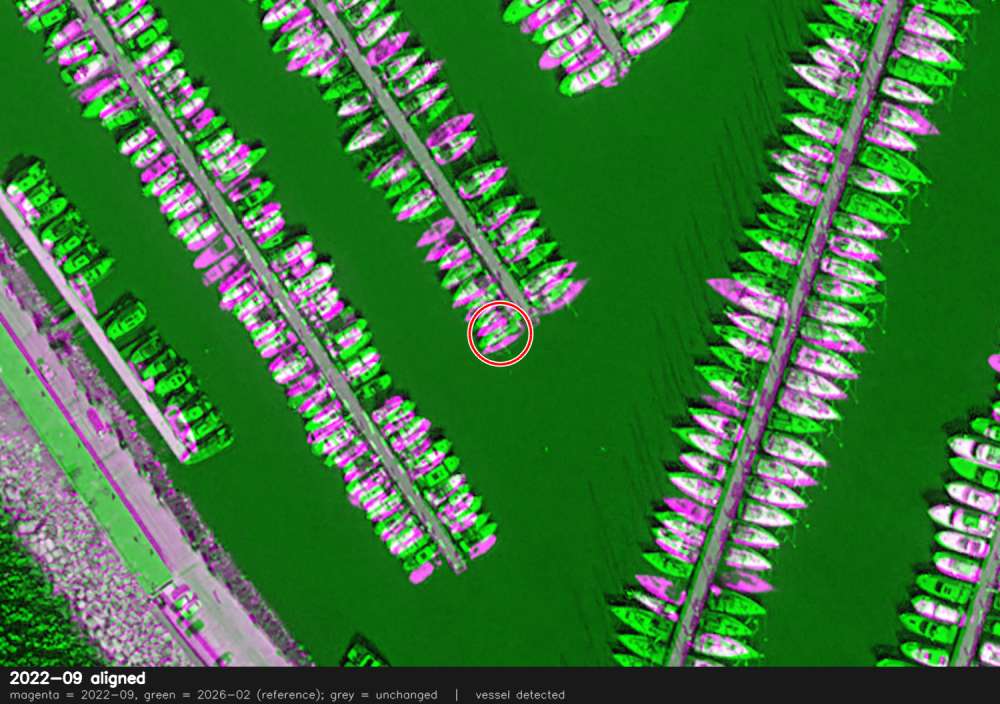 2022-09 aligned
magenta = 2022-09, green = 2026-02 (reference); grey = unchanged | vessel detected